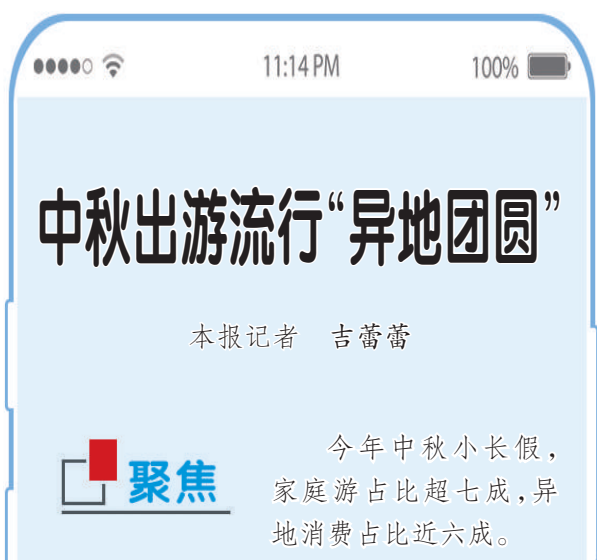 11:14 PM
100%
中秋出游流行“异地团圆”
本报记者 吉蕾蕾
聚焦
今年中秋小长假，
家庭游占比超七成，异
地消费占比近六成。